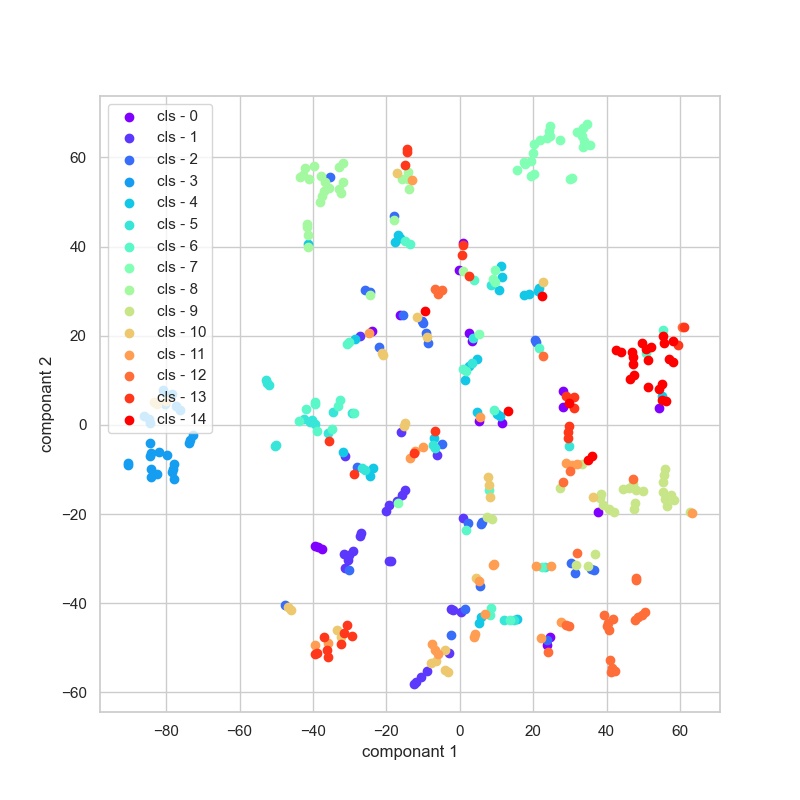 cls - 0
cls - 1
cls - 2
cls - 3
cls - 4
cls - 5
cls - 6
cls - 7
cls - 8
cls - 9
cls - 10
cls - 11
cls - 12
cls - 13
cls - 14
60
40
20
0
−20
−40
−60
componant 2
−80 −60 −40 −20 0 20 40 60
componant 1